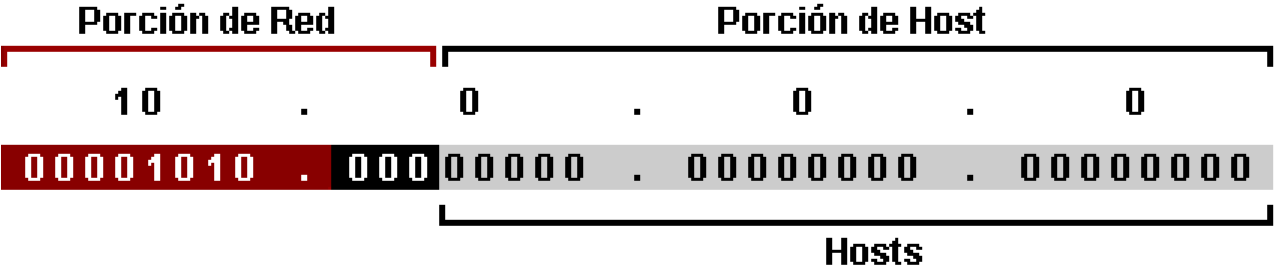 Porción de Red Porción de Host
10 . 0 . 0 . 0
00001010 . 00000000 . 00000000 . 00000000
Hosts